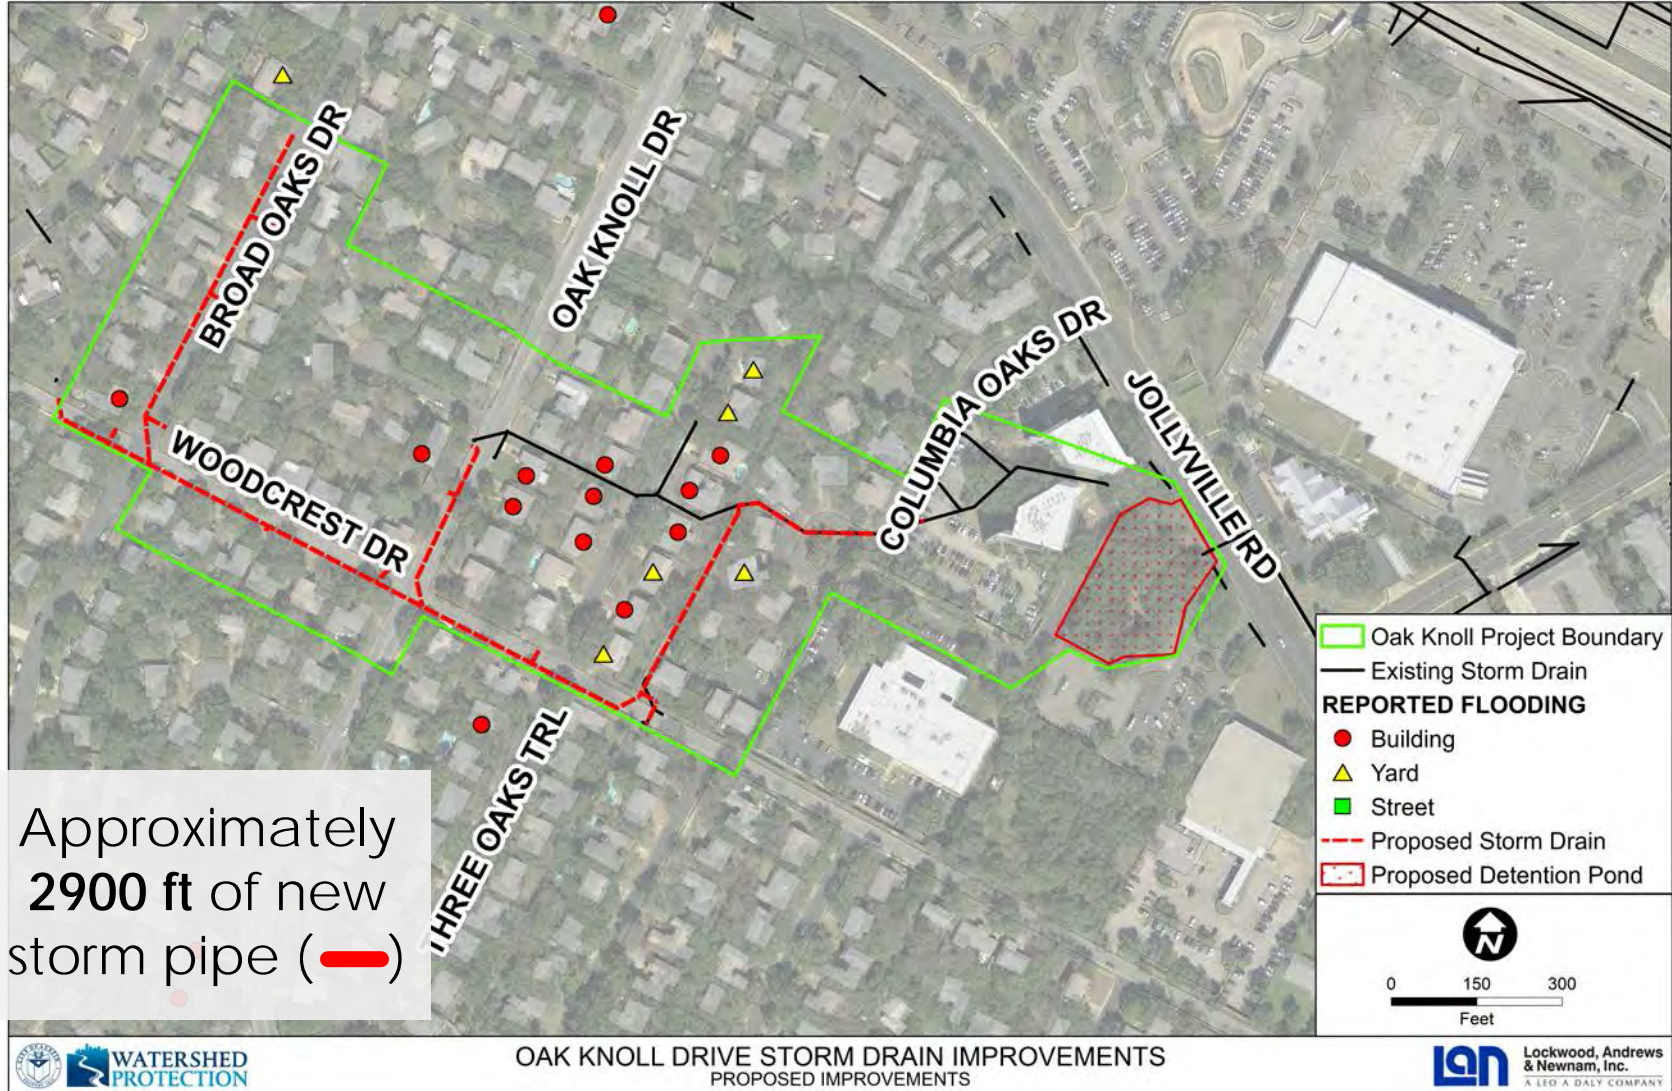 BROAD OAKS DR
OAK KNOLL DR
COLUMBIA OAKS DR
JOLLYVILLE RD
WOODCREST DR
THREE OAKS TRL
Approximately
2900 ft of new
storm pipe ( )
Oak Knoll Project Boundary
Existing Storm Drain
REPORTED FLOODING
Building
Yard
Street
Proposed Storm Drain
Proposed Detention Pond
N
0 150 300
Feet
WATERSHED
PROTECTION
OAK KNOLL DRIVE STORM DRAIN IMPROVEMENTS
PROPOSED IMPROVEMENTS
LAN
Lockwood, Andrews
& Newnam, Inc.
A LEO A DALY COMPANY